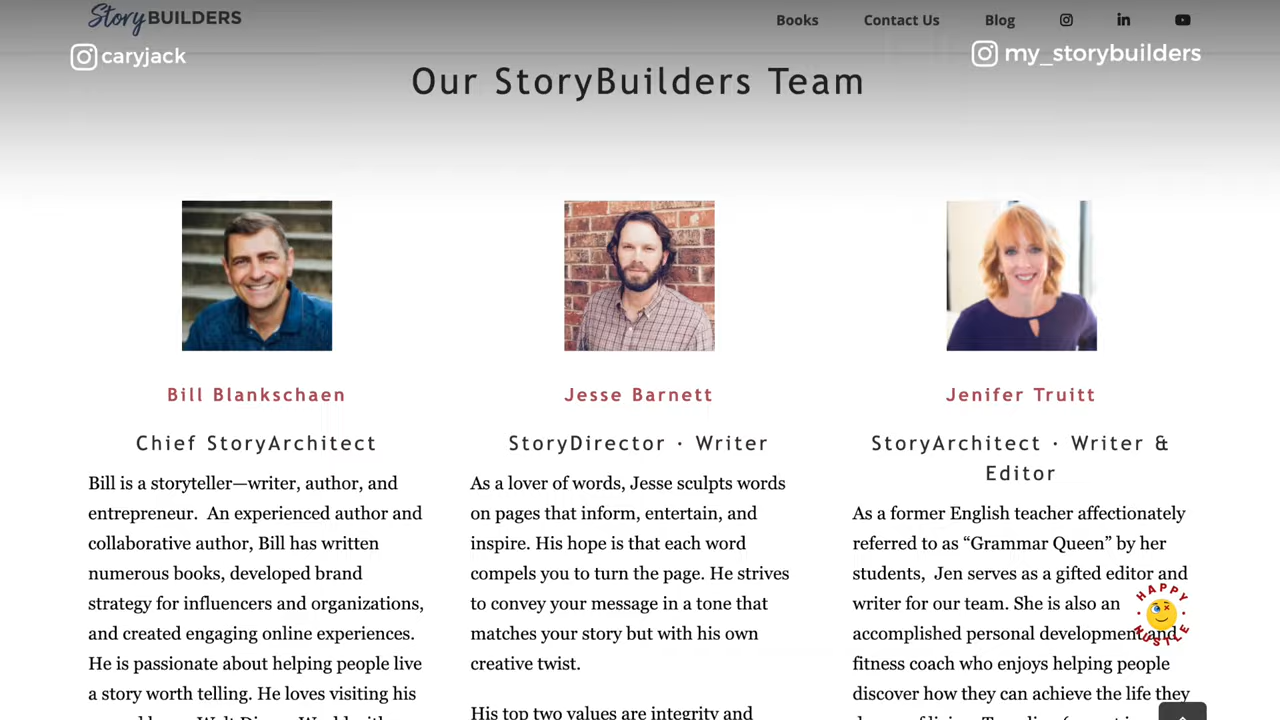 Story BUILDERS
Books Contact Us Blog
caryjack
my_storybuilders
Our StoryBuilders Team
Bill Blankschaen
Chief StoryArchitect
Bill is a storyteller—writer, author, and
entrepreneur. An experienced author and
collaborative author, Bill has written
numerous books, developed brand
strategy for influencers and organizations,
and created engaging online experiences.
He is passionate about helping people live
a story worth telling. He loves visiting his
Jesse Barnett
StoryDirector · Writer
As a lover of words, Jesse sculpts words
on pages that inform, entertain, and
inspire. His hope is that each word
compels you to turn the page. He strives
to convey your message in a tone that
matches your story but with his own
creative twist.
His top two values are integrity and
Jenifer Truitt
StoryArchitect · Writer &
Editor
As a former English teacher affectionately
referred to as “Grammar Queen” by her
students, Jen serves as a gifted editor and
writer for our team. She is also an
accomplished personal development and
fitness coach who enjoys helping people
discover how they can achieve the life they
HAPPY
HUSTLE